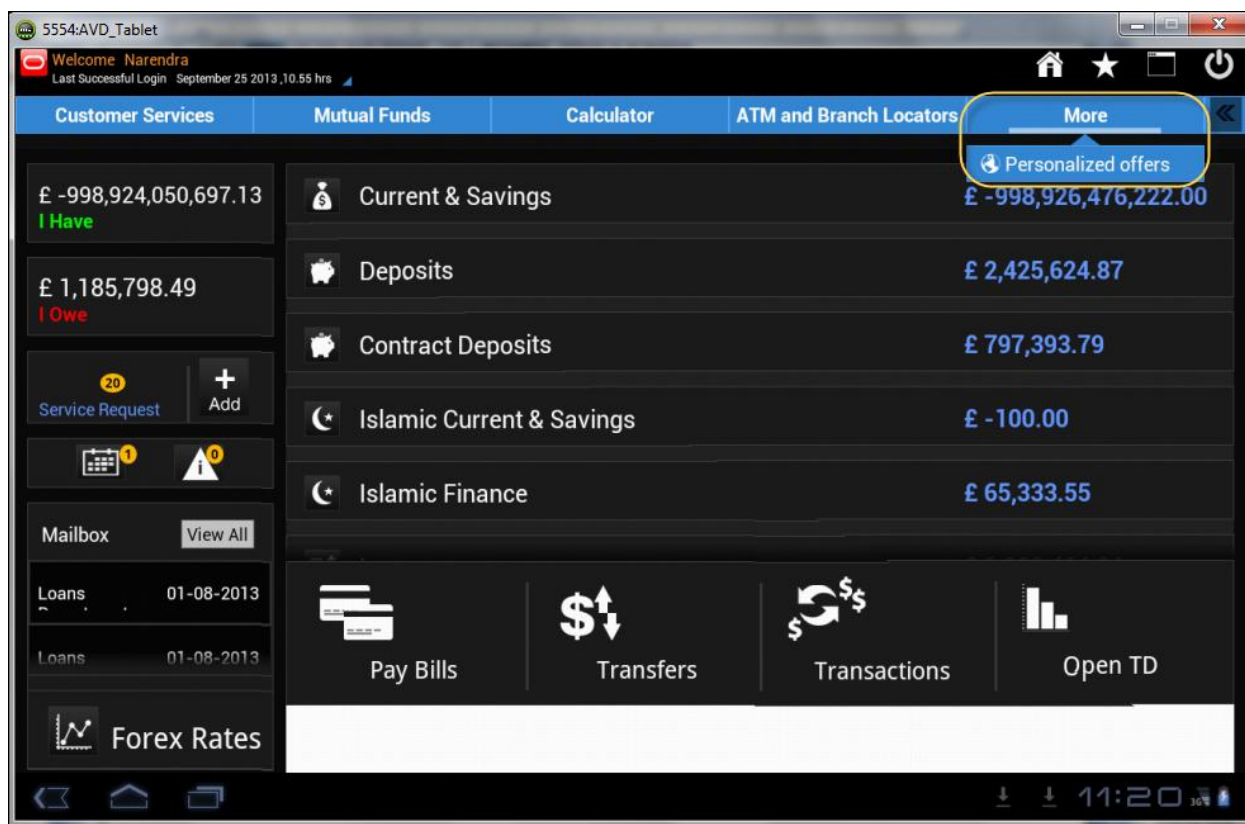 5554:AVD_Tablet
Welcome Narendra
Last Successful Login September 25 2013 ,10.55 hrs
Customer Services
Mutual Funds
Calculator
ATM and Branch Locators
More
Personalized offers
£ -998,924,050,697.13
I Have
£ 1,185,798.49
I Owe
20
Service Request
+
Add
1
0
Mailbox
View All
Loans 01-08-2013
Loans 01-08-2013
Forex Rates
Current & Savings £ -998,926,476,222.00
Deposits £ 2,425,624.87
Contract Deposits £ 797,393.79
Islamic Current & Savings £ -100.00
Islamic Finance £ 65,333.55
Pay Bills
Transfers
Transactions
Open TD
11:20
3G